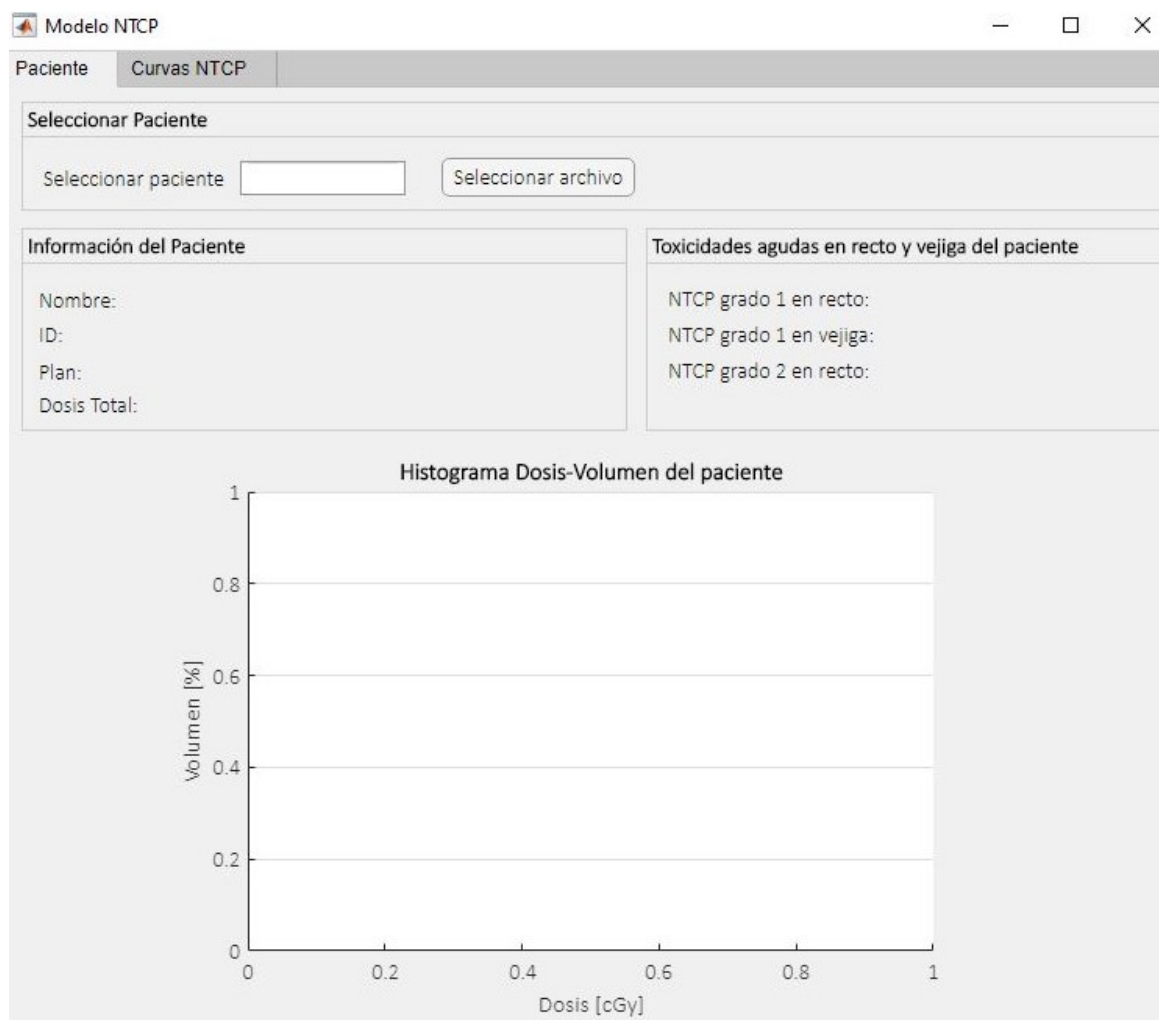 Modelo NTCP
Paciente Curvas NTCP
Seleccionar Paciente
Seleccionar paciente Seleccionar archivo
Información del Paciente
Nombre:
ID:
Plan:
Dosis Total:
Toxicidades agudas en recto y vejiga del paciente
NTCP grado 1 en recto:
NTCP grado 1 en vejiga:
NTCP grado 2 en recto:
Histograma Dosis-Volumen del paciente
Volumen [%]
1
0.8
0.6
0.4
0.2
0
0 0.2 0.4 0.6 0.8 1
Dosis [cGy]